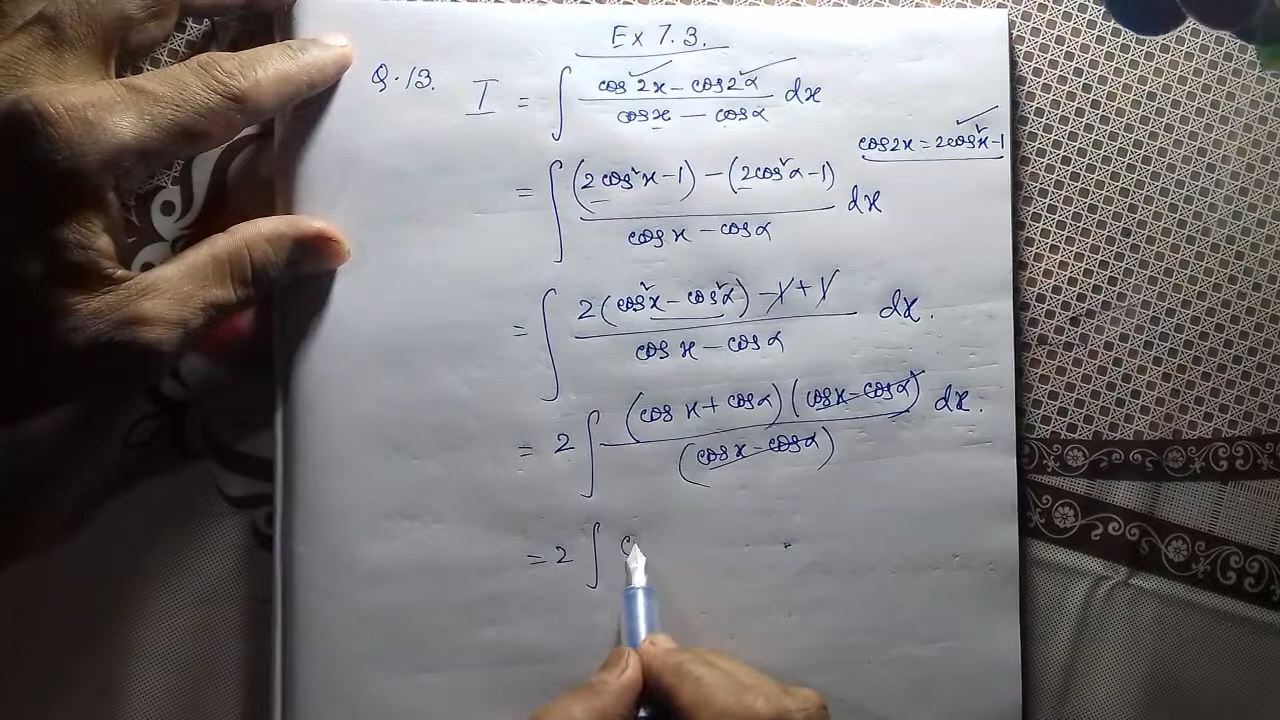 Ex 7.3.
Q.13. I = ∫ (cos 2x - cos 2α)/(cos x - cos α) dx
cos2x = 2cos²x-1
= ∫ ((2cos²x - 1) - (2cos²α - 1))/(cos x - cos α) dx
= ∫ (2(cos²x - cos²α) - 1 + 1)/(cos x - cos α) dx.
= 2 ∫ ((cos x + cos α)(cos x - cos α))/((cos x - cos α)) dx.
= 2 ∫ c